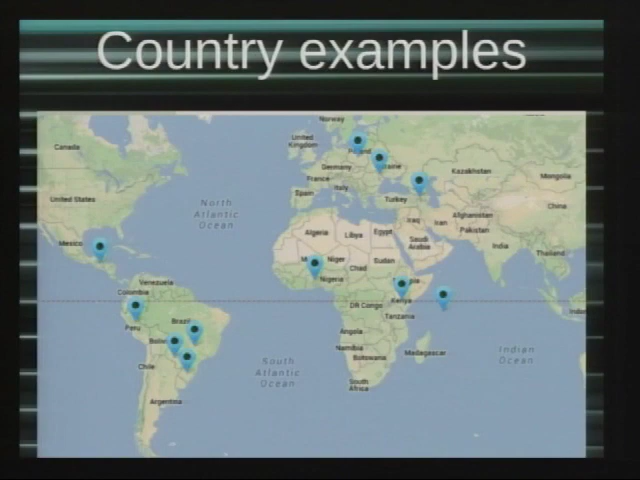 Country examples
Norway
Canada
United
Kingdom
Germany
Kazakhstan
Mongolia
France
United States
Spain
Italy
Turkey
China
North
Atlantic
Ocean
Iraq
Iran
Afghanistan
Pakistan
Mexico
Algeria
Libya
Egypt
Saudi
Arabia
India
Thailand
Niger
Chad
Sudan
Venezuela
Nigeria
Colombia
Kenya
DR Congo
Tanzania
Peru
Brazil
Angola
Namibia
Botswana
Madagascar
Indian
Ocean
Chile
South
Atlantic
Ocean
South
Africa
Argentina